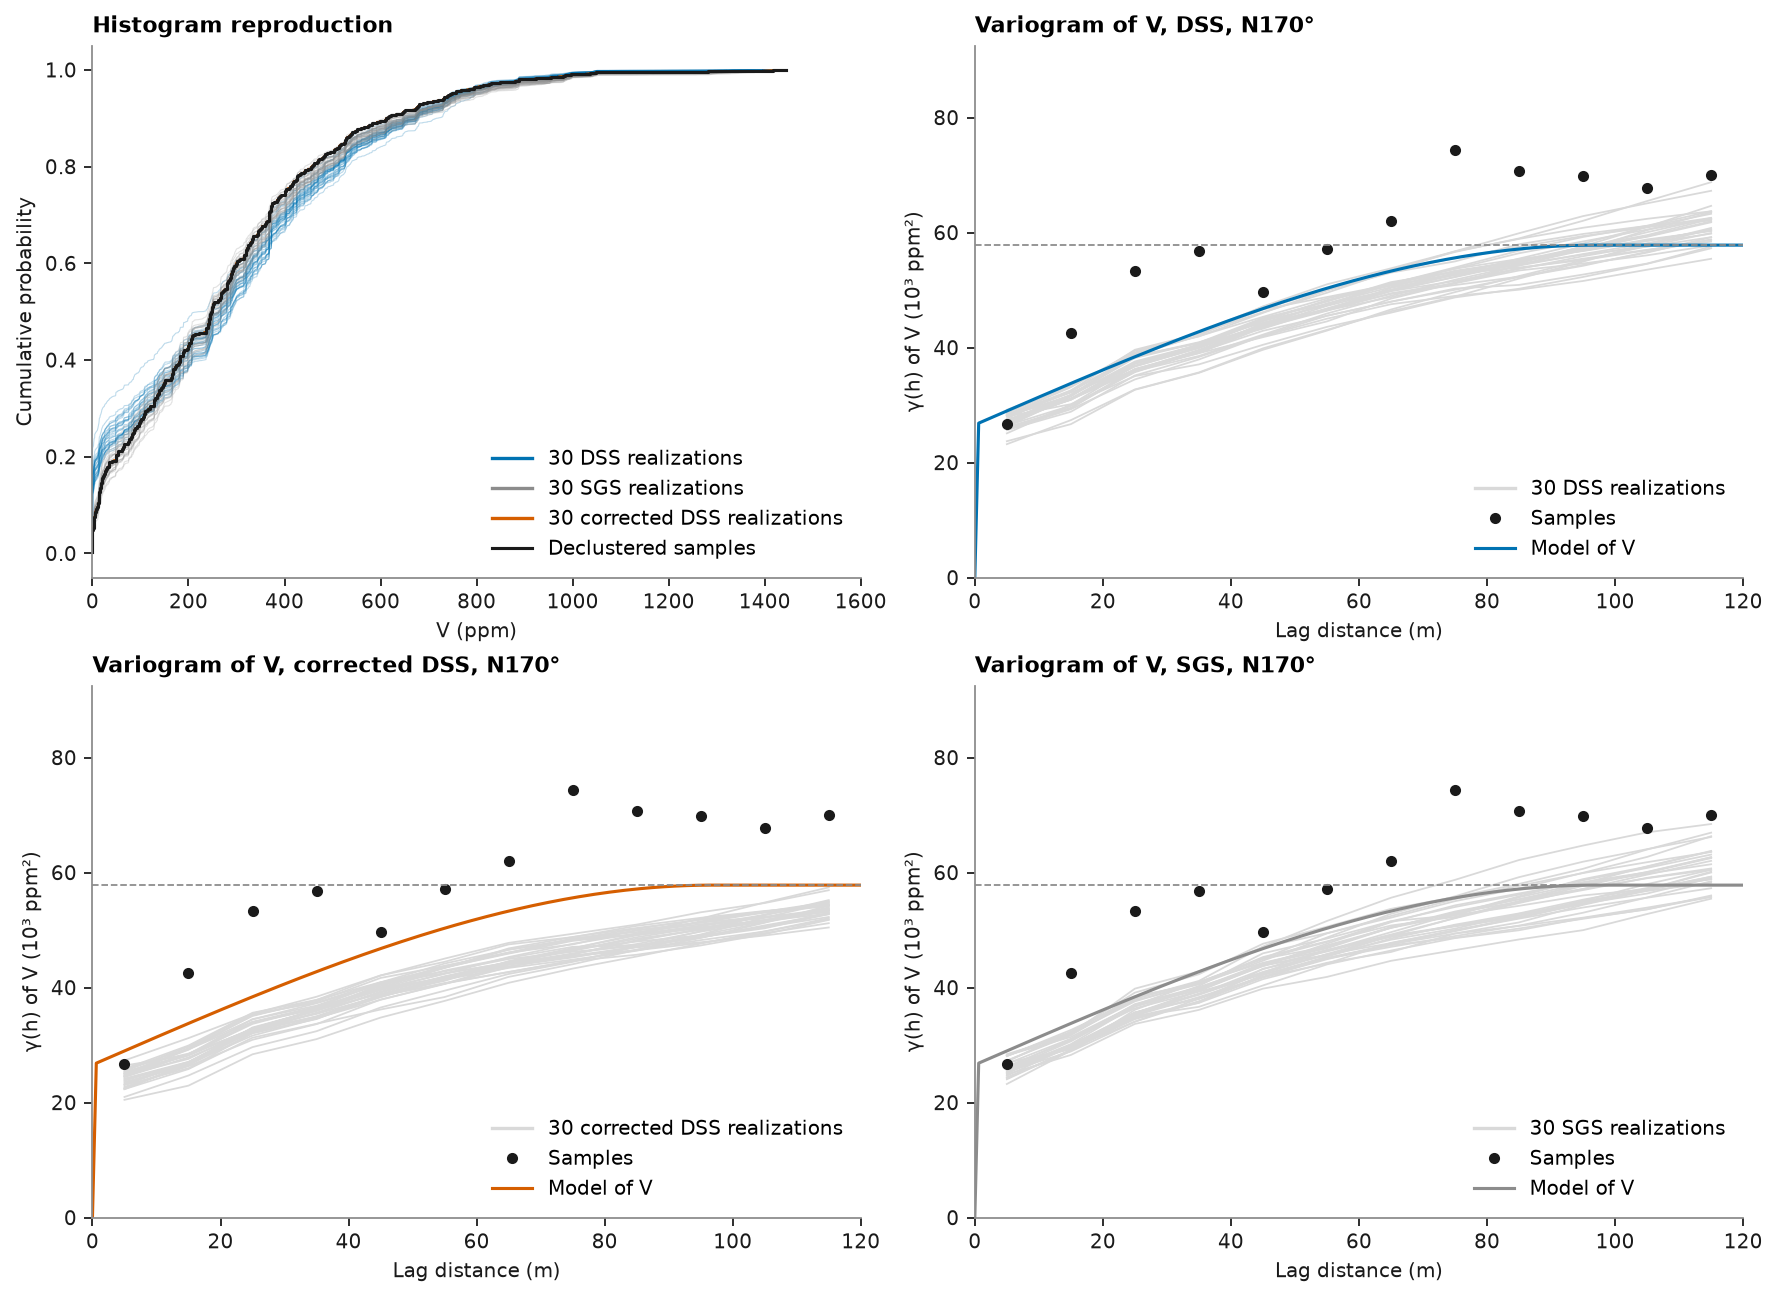 Histogram reproduction
1.0
0.8
0.6
0.4
0.2
0.0
Cumulative probability
30 DSS realizations
30 SGS realizations
30 corrected DSS realizations
Declustered samples
0 200 400 600 800 1000 1200 1400 1600
V (ppm)
Variogram of V, DSS, N170°
80
60
40
20
0
γ(h) of V (10³ ppm²)
30 DSS realizations
Samples
Model of V
0 20 40 60 80 100 120
Lag distance (m)
Variogram of V, corrected DSS, N170°
80
60
40
20
0
γ(h) of V (10³ ppm²)
30 corrected DSS realizations
Samples
Model of V
0 20 40 60 80 100 120
Lag distance (m)
Variogram of V, SGS, N170°
80
60
40
20
0
γ(h) of V (10³ ppm²)
30 SGS realizations
Samples
Model of V
0 20 40 60 80 100 120
Lag distance (m)